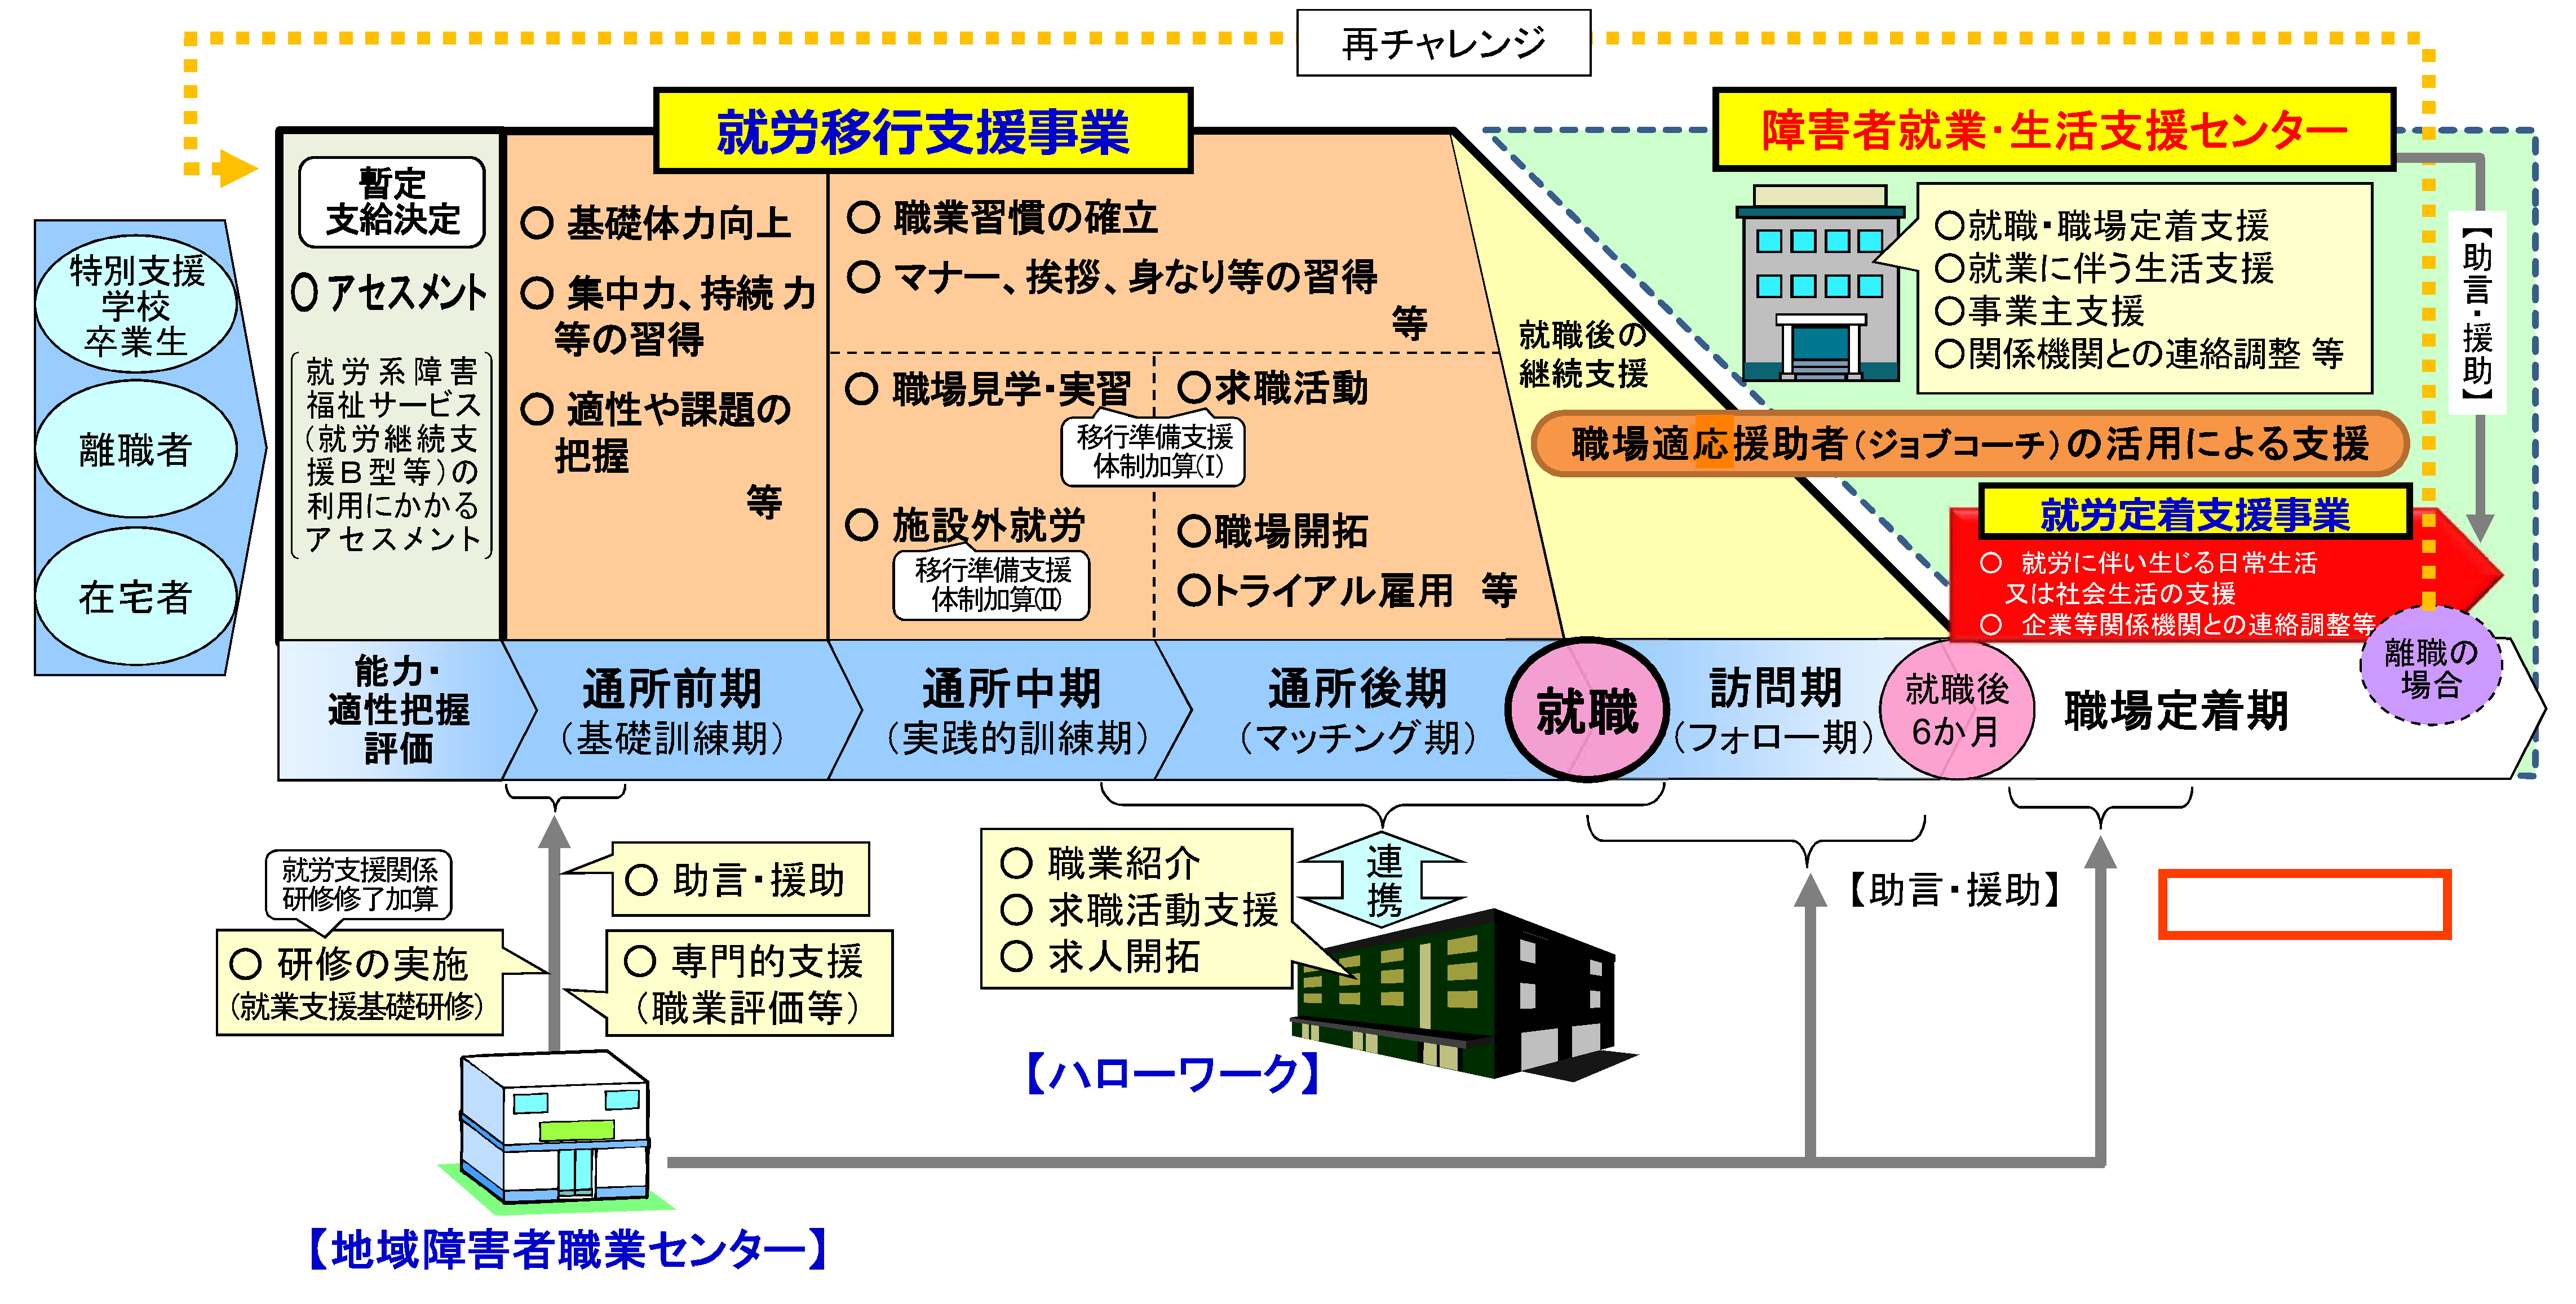 再チャレンジ
就労移行支援事業
障害者就業・生活支援センター
特別支援
学校
卒業生
離職者
在宅者
暫定
支給決定
○ アセスメント
就労系障害
福祉サービス
(就労継続支
援B型等)の
利用にかかる
アセスメント
○ 基礎体力向上
○ 集中力、持続力
等の習得
○ 適性や課題の
把握
等
○ 職業習慣の確立
○ マナー、挨拶、身なり等の習得
等
○ 職場見学・実習
○求職活動
移行準備支援
体制加算(Ⅰ)
○ 施設外就労
移行準備支援
体制加算(Ⅱ)
○職場開拓
○トライアル雇用 等
就職後の
継続支援
○就職・職場定着支援
○就業に伴う生活支援
○事業主支援
○関係機関との連絡調整 等
【助言・援助】
職場適応援助者(ジョブコーチ)の活用による支援
就労定着支援事業
○ 就労に伴い生じる日常生活
又は社会生活の支援
○ 企業等関係機関との連絡調整等
離職の
場合
能力・
適性把握
評価
通所前期
(基礎訓練期)
通所中期
(実践的訓練期)
通所後期
(マッチング期)
就職
訪問期
(フォロー期)
就職後
6か月
職場定着期
就労支援関係
研修修了加算
○ 研修の実施
(就業支援基礎研修)
○ 助言・援助
○ 専門的支援
(職業評価等)
○ 職業紹介
○ 求職活動支援
○ 求人開拓
連
携
【助言・援助】
【ハローワーク】
【地域障害者職業センター】